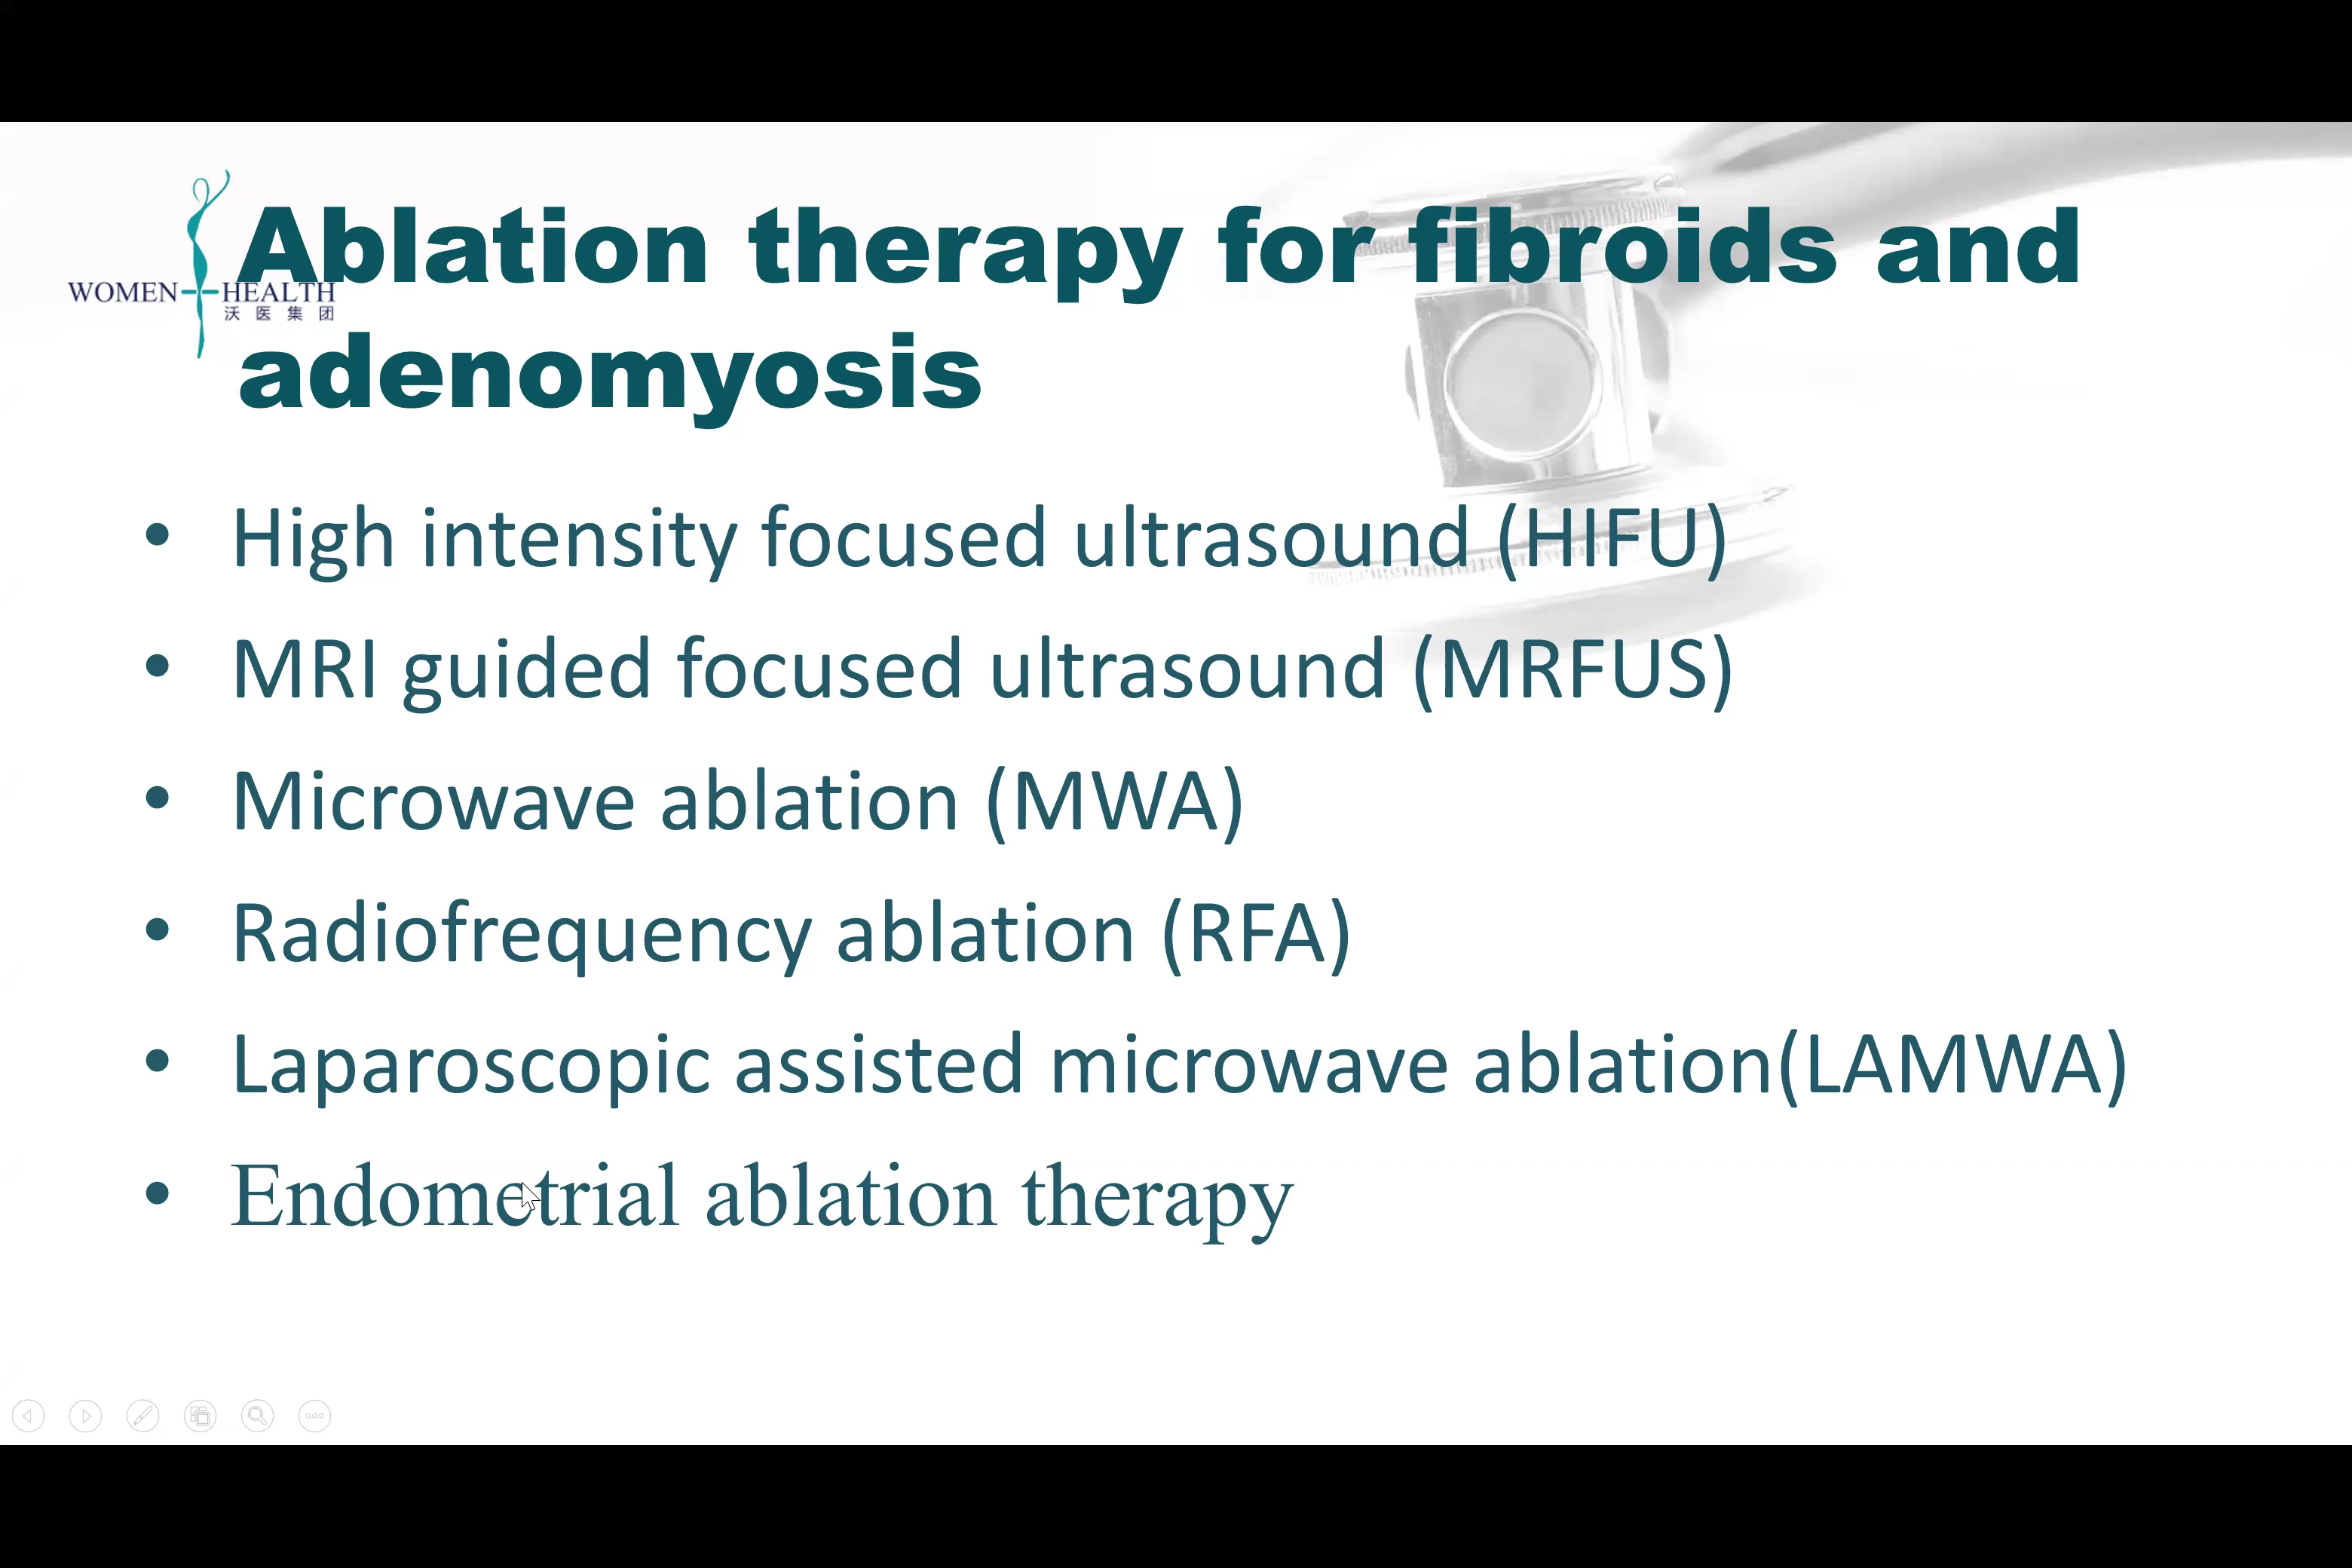 Ablation therapy for fibroids and
adenomyosis
WOMEN HEALTH
沃医集团
• High intensity focused ultrasound (HIFU)
• MRI guided focused ultrasound (MRFUS)
• Microwave ablation (MWA)
• Radiofrequency ablation (RFA)
• Laparoscopic assisted microwave ablation(LAMWA)
• Endometrial ablation therapy